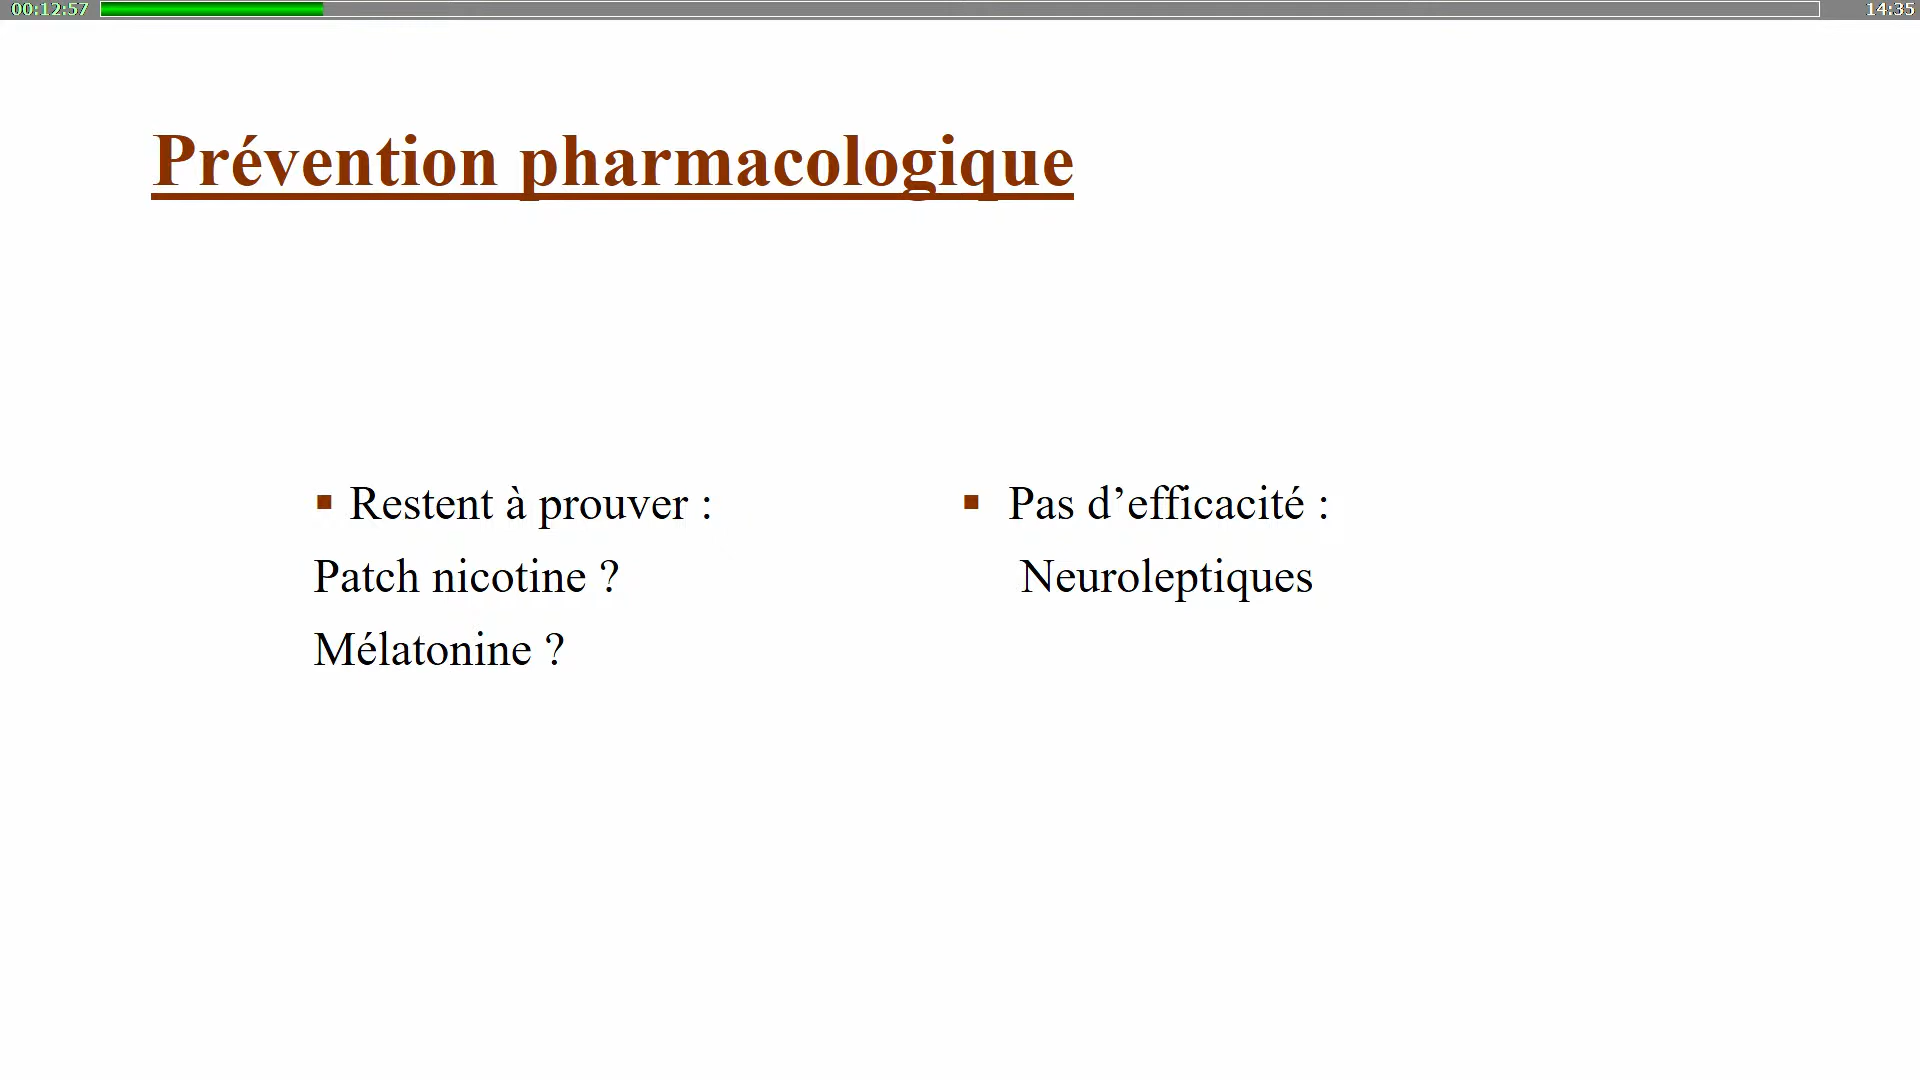 00:12:57
14:35
Prévention pharmacologique
▪ Restent à prouver :
Patch nicotine ?
Mélatonine ?
▪ Pas d’efficacité :
Neuroleptiques